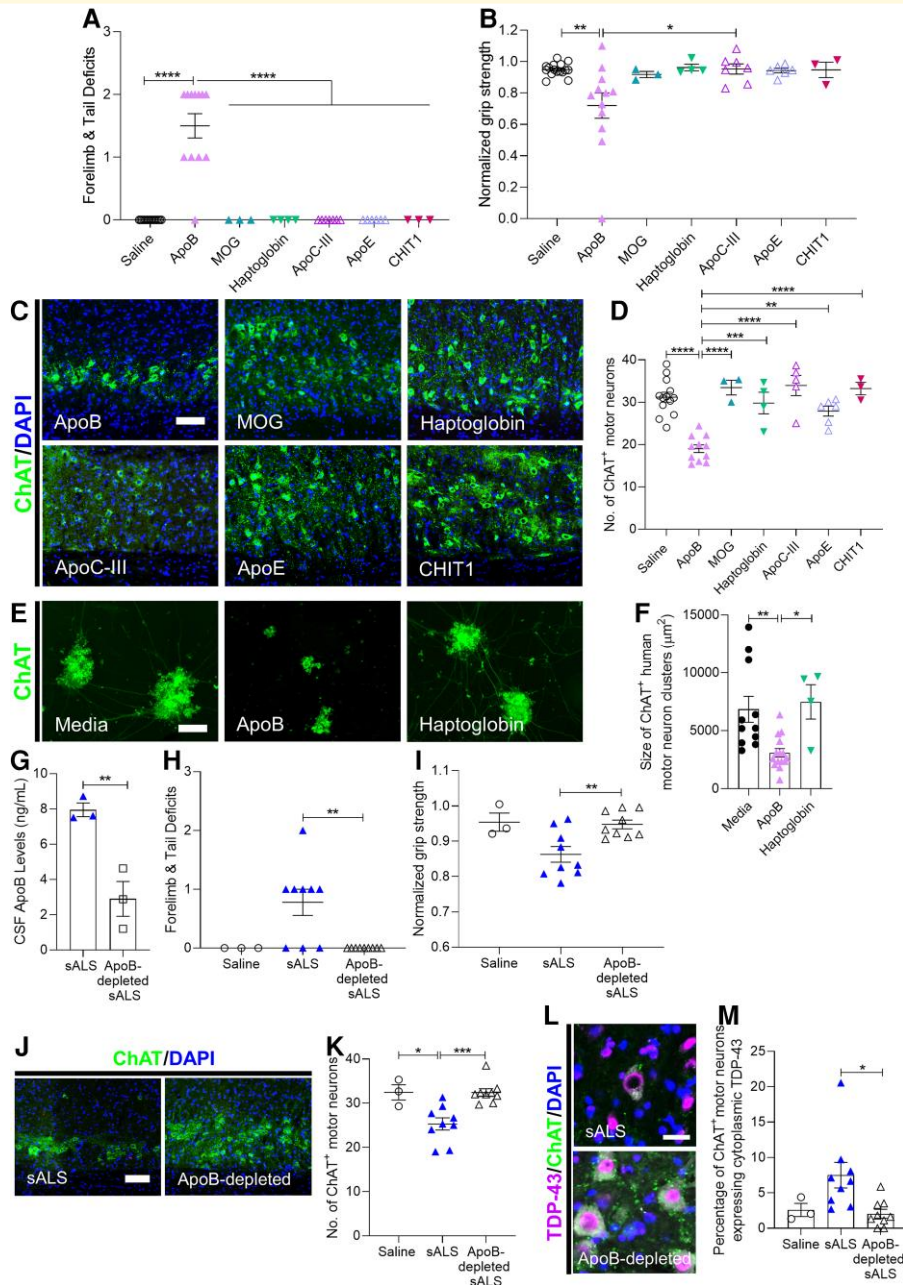 A
Forelimb & Tail Deficits
3
2
1
0
****
****
Saline
ApoB
MOG
Haptoglobin
ApoC-III
ApoE
CHIT1
B
Normalized grip strength
1.2
1.0
0.8
0.6
0.4
0.2
0.0
**
*
Saline
ApoB
MOG
Haptoglobin
ApoC-III
ApoE
CHIT1
C
ChAT/DAPI
ApoB
MOG
Haptoglobin
ApoC-III
ApoE
CHIT1
D
No. of ChAT+ motor neurons
40
30
20
10
0
****
**
****
***
****
****
Saline
ApoB
MOG
Haptoglobin
ApoC-III
ApoE
CHIT1
E
ChAT
Media
ApoB
Haptoglobin
F
Size of ChAT+ human
motor neuron clusters (μm2)
15000
10000
5000
0
**
*
Media
ApoB
Haptoglobin
G
CSF ApoB Levels (ng/mL)
10
8
6
4
2
0
**
sALS
ApoB-
depleted
sALS
H
Forelimb & Tail Deficits
3
2
1
0
**
Saline
sALS
ApoB-
depleted
sALS
I
Normalized grip strength
1.1
1.0
0.9
0.8
0.7
0.6
**
Saline
sALS
ApoB-
depleted
sALS
J
ChAT/DAPI
sALS
ApoB-depleted
K
No. of ChAT+ motor neurons
40
30
20
10
0
*
***
Saline
sALS
ApoB-
depleted
sALS
L
TDP-43/ChAT/DAPI
sALS
ApoB-depleted
M
Percentage of ChAT+ motor neurons
expressing cytoplasmic TDP-43
25
20
15
10
5
0
*
Saline
sALS
ApoB-
depleted
sALS